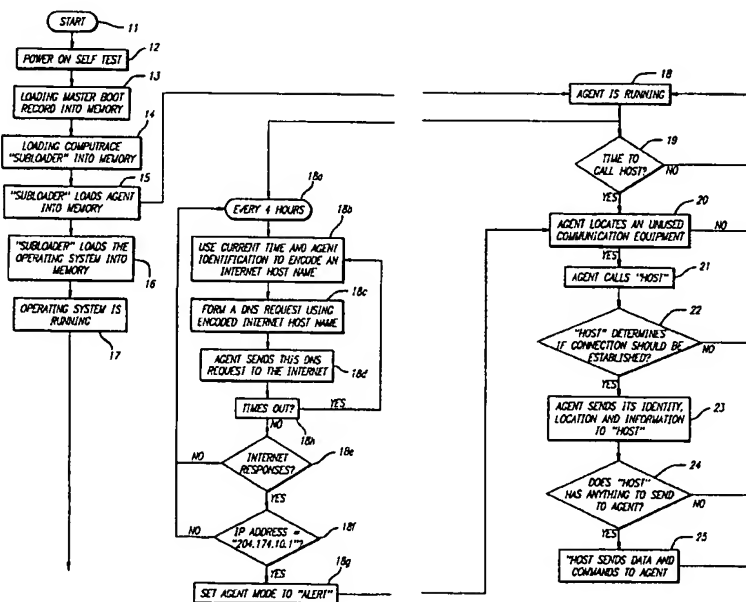 START
11
POWER ON SELF TEST
12
LOADING MASTER BOOT
RECORD INTO MEMORY
13
LOADING COMPUTRACE
"SUBLOADER" INTO MEMORY
14
"SUBLOADER" LOADS AGENT
INTO MEMORY
15
"SUBLOADER" LOADS THE
OPERATING SYSTEM INTO
MEMORY
16
OPERATING SYSTEM IS
RUNNING
17
EVERY 4 HOURS
18a
USE CURRENT TIME AND AGENT
IDENTIFICATION TO ENCODE AN
INTERNET HOST NAME
18b
FORM A DNS REQUEST USING
ENCODED INTERNET HOST NAME
18c
AGENT SENDS THIS DNS
REQUEST TO THE INTERNET
18d
TIMES OUT?
YES
18h
NO
INTERNET
RESPONSES?
18e
NO
YES
IP ADDRESS =
"204.174.10.1"?
18f
NO
YES
18g
SET AGENT MODE TO "ALERT"
AGENT IS RUNNING
18
TIME TO
CALL HOST?
19
NO
YES
AGENT LOCATES AN UNUSED
COMMUNICATION EQUIPMENT
20
NO
YES
AGENT CALLS "HOST"
21
"HOST" DETERMINES
IF CONNECTION SHOULD BE
ESTABLISHED?
22
NO
YES
AGENT SENDS ITS IDENTITY,
LOCATION AND INFORMATION
TO "HOST"
23
DOES "HOST"
HAS ANYTHING TO SEND
TO AGENT?
24
NO
YES
25
"HOST SENDS DATA AND
COMMANDS TO AGENT